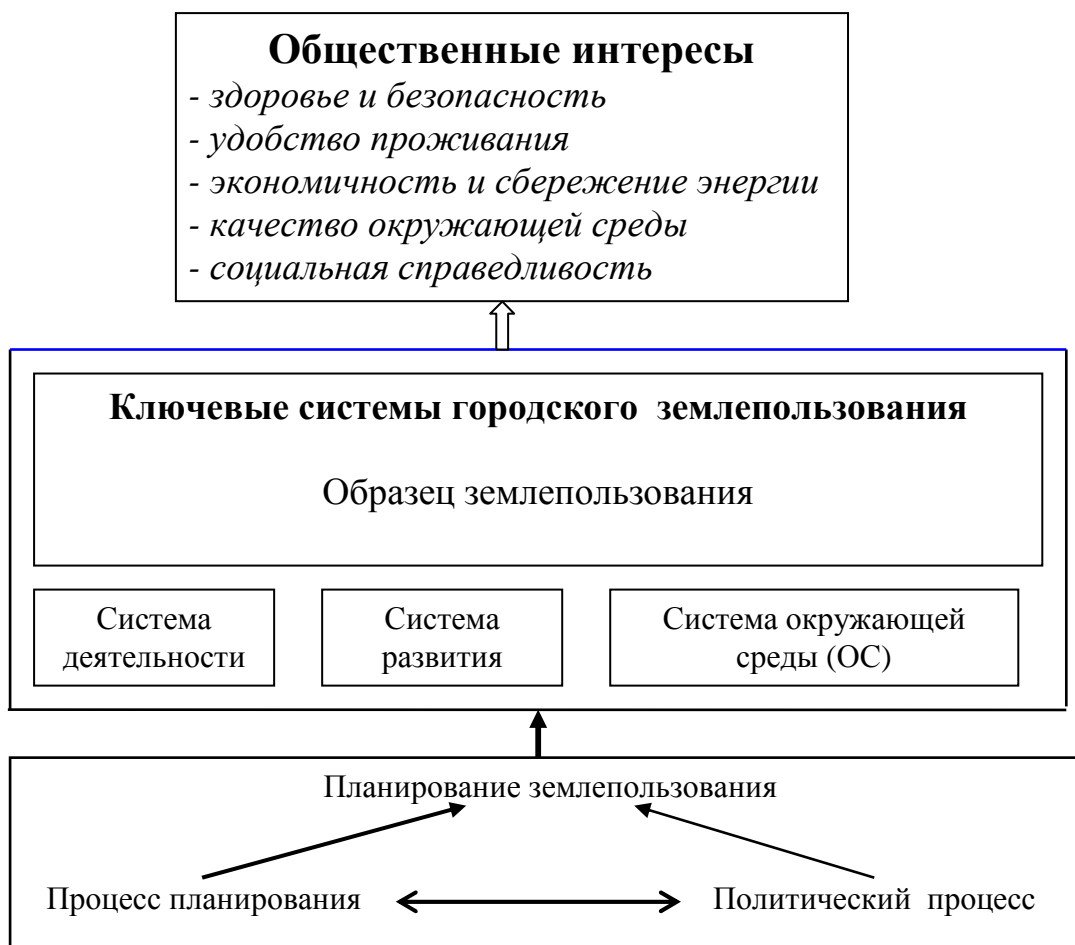 Общественные интересы
- здоровье и безопасность
- удобство проживания
- экономичность и сбережение энергии
- качество окружающей среды
- социальная справедливость
Ключевые системы городского землепользования
Образец землепользования
Система
деятельности
Система
развития
Система окружающей
среды (ОС)
Планирование землепользования
Процесс планирования
Политический процесс